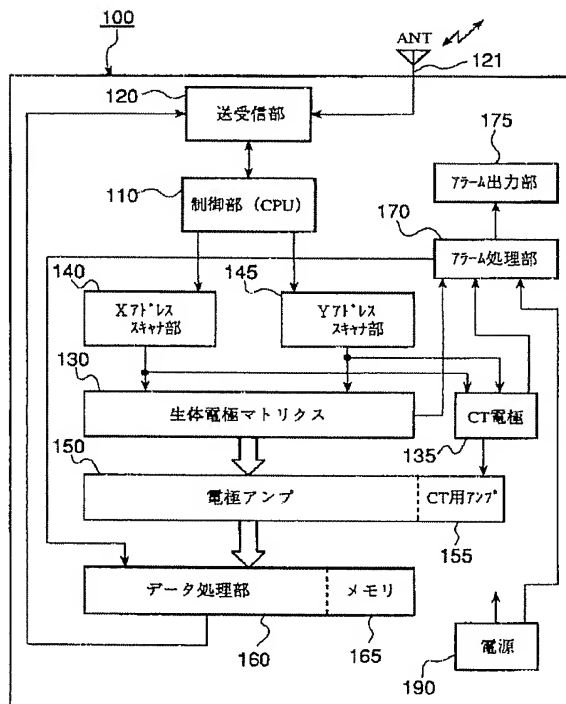 100
ANT
121
120
送受信部
175
アラーム出力部
110
制御部（CPU）
170
アラーム処理部
140
Xアドレス
スキャナ部
145
Yアドレス
スキャナ部
130
生体電極マトリクス
CT電極
135
150
電極アンプ
CT用アンプ
155
データ処理部
メモリ
160
165
電源
190